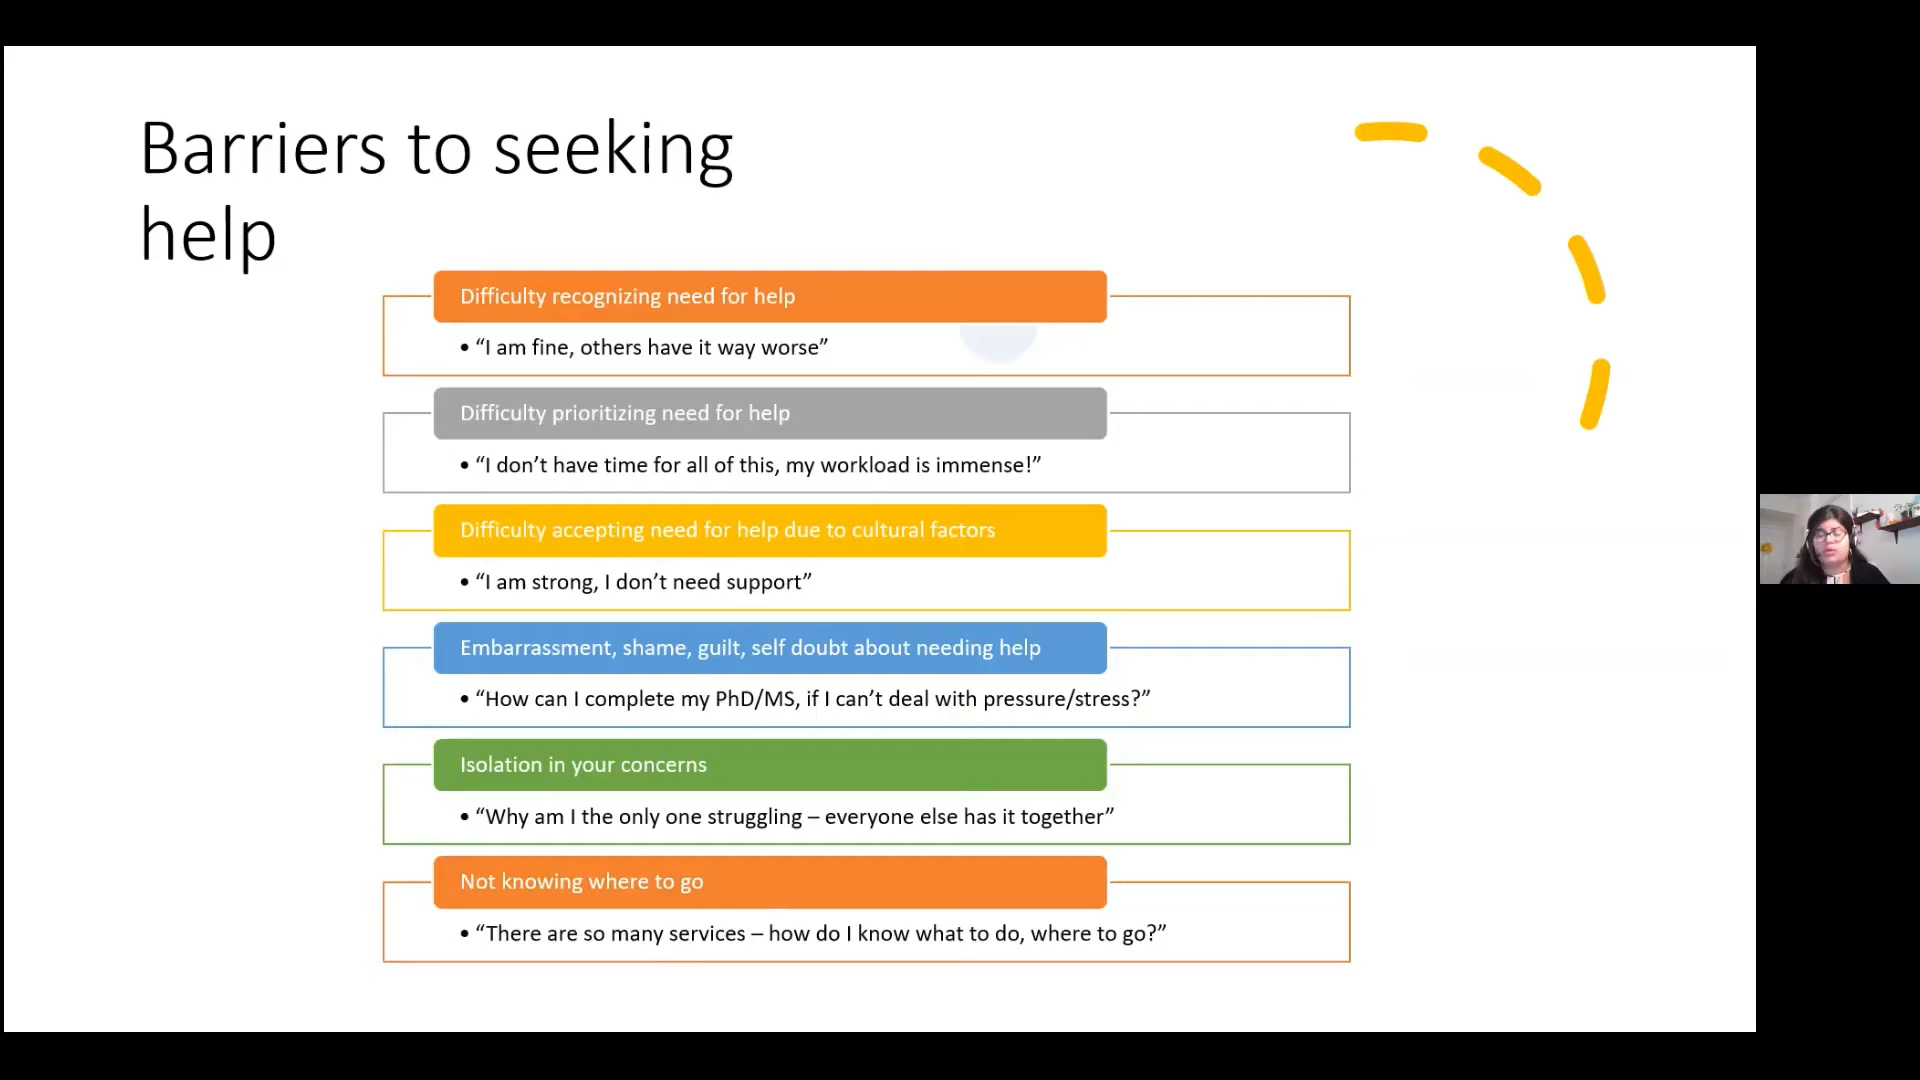 Barriers to seeking
help
Difficulty recognizing need for help
• “I am fine, others have it way worse”
Difficulty prioritizing need for help
• “I don’t have time for all of this, my workload is immense!”
Difficulty accepting need for help due to cultural factors
• “I am strong, I don’t need support”
Embarrassment, shame, guilt, self doubt about needing help
• “How can I complete my PhD/MS, if I can’t deal with pressure/stress?”
Isolation in your concerns
• “Why am I the only one struggling – everyone else has it together”
Not knowing where to go
• “There are so many services – how do I know what to do, where to go?”